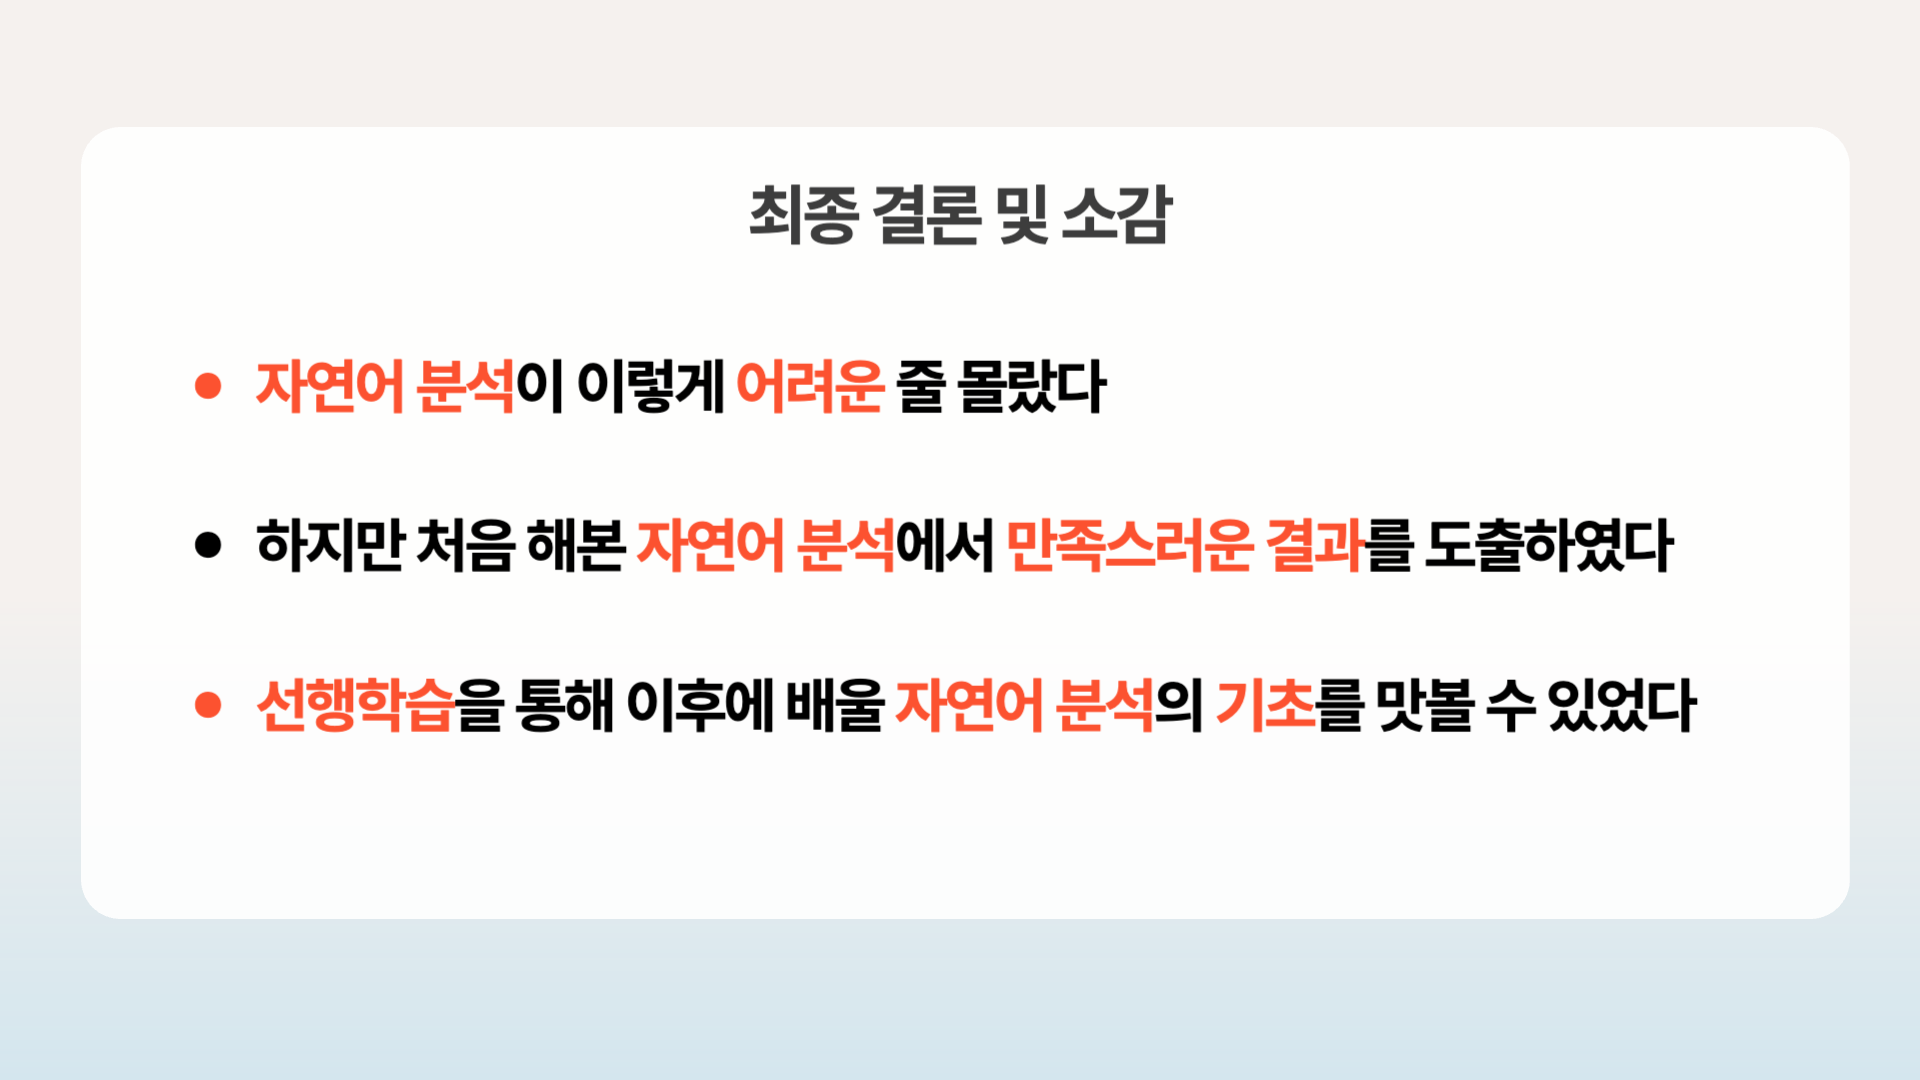 최종 결론 및 소감
● 자연어 분석이 이렇게 어려운 줄 몰랐다
● 하지만 처음 해본 자연어 분석에서 만족스러운 결과를 도출하였다
● 선행학습을 통해 이후에 배울 자연어 분석의 기초를 맛볼 수 있었다